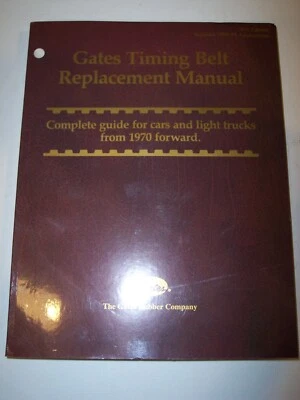 Gates Timing Belt
Replacement Manual
Complete guide for cars and light trucks
from 1970 forward.
The Gates Rubber Company